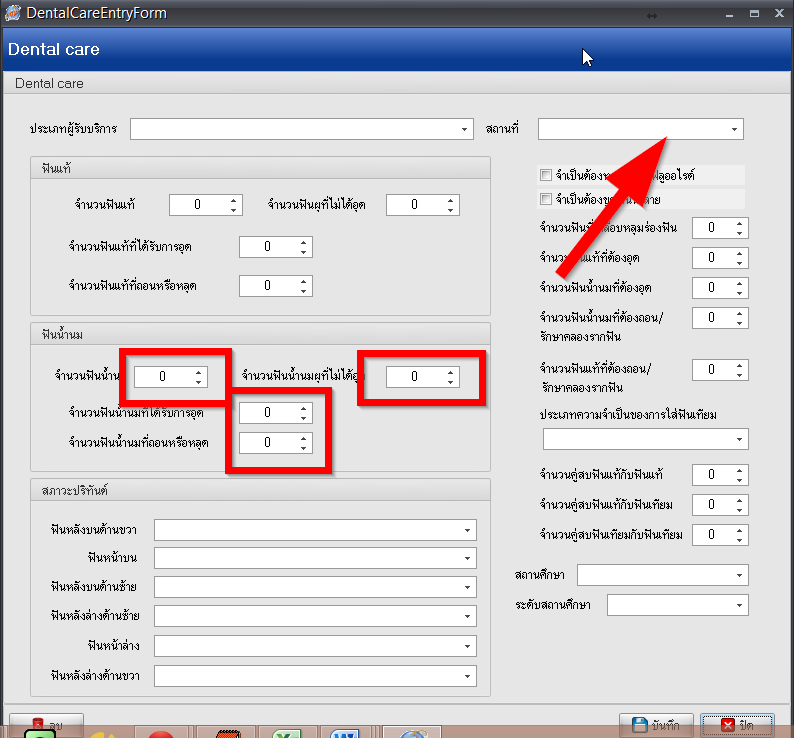 DentalCareEntryForm
Dental care
Dental care
ประเภทผู้รับบริการ สถานที่
ฟันแท้
จำเป็นต้อง ฟลูออไรด์
จำนวนฟันแท้ 0 จำนวนฟันผุที่ไม่ได้อุด 0
จำเป็นต้อง
จำนวนฟันที่ หลุมร่องฟัน 0
จำนวนฟันแท้ที่ได้รับการอุด 0
แท้ที่ต้องอุด 0
จำนวนฟันแท้ที่ถอนหรือหลุด 0
จำนวนฟันน้ำนมที่ต้องอุด 0
จำนวนฟันน้ำนมที่ต้องถอน/ 0
รักษาคลองรากฟัน
ฟันน้ำนม
จำนวนฟันน้ำน 0 จำนวนฟันน้ำนมผุที่ไม่ได้อุ 0
จำนวนฟันแท้ที่ต้องถอน/ 0
รักษาคลองรากฟัน
จำนวนฟันน้ำนมที่ได้รับการอุด 0
ประเภทความจำเป็นของการใส่ฟันเทียม
จำนวนฟันน้ำนมที่ถอนหรือหลุด 0
จำนวนคู่สบฟันแท้กับฟันแท้ 0
สภาวะปริทันต์
จำนวนคู่สบฟันแท้กับฟันเทียม 0
ฟันหลังบนด้านขวา
จำนวนคู่สบฟันเทียมกับฟันเทียม 0
ฟันหน้าบน
สถานศึกษา
ฟันหลังบนด้านซ้าย
ระดับสถานศึกษา
ฟันหลังล่างด้านซ้าย
ฟันหน้าล่าง
ฟันหลังล่างด้านขวา
ลบ บันทึก ปิด